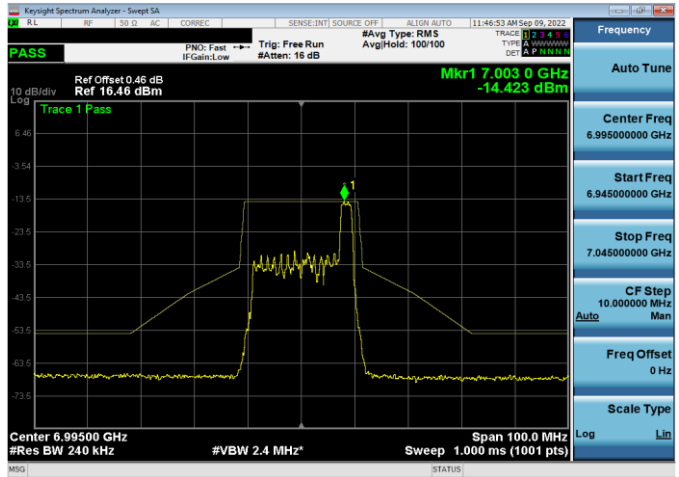 Keysight Spectrum Analyzer - Swept SA
RL RF 50 Ω AC CORREC SENSE:INT SOURCE OFF ALIGN AUTO 11:46:53 AM Sep 09, 2022
PASS
PNO: Fast
IFGain:Low
Trig: Free Run
#Atten: 16 dB
#Avg Type: RMS
Avg|Hold: 100/100
TRACE 1 2 3 4 5 6
TYPE A WWWWW
DET A P N N N N
Frequency
Auto Tune
Center Freq
6.995000000 GHz
Start Freq
6.945000000 GHz
Stop Freq
7.045000000 GHz
CF Step
10.000000 MHz
Auto Man
Freq Offset
0 Hz
Scale Type
Log Lin
Mkr1 7.003 0 GHz
-14.423 dBm
Ref Offset 0.46 dB
10 dB/div Ref 16.46 dBm
Log
Trace 1 Pass
1
6.46
-3.54
-13.5
-23.5
-33.5
-43.5
-53.5
-63.5
-73.5
Center 6.99500 GHz Span 100.0 MHz
#Res BW 240 kHz #VBW 2.4 MHz* Sweep 1.000 ms (1001 pts)
MSG STATUS